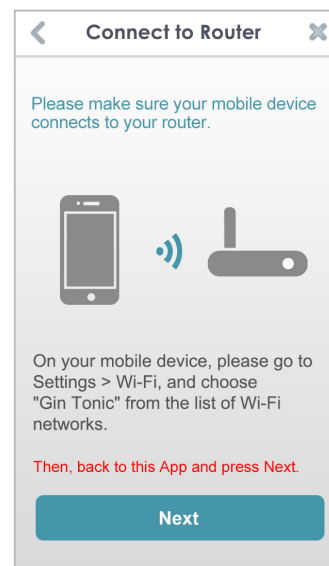 Connect to Router
Please make sure your mobile device
connects to your router.
On your mobile device, please go to
Settings > Wi-Fi, and choose
"Gin Tonic" from the list of Wi-Fi
networks.
Then, back to this App and press Next.
Next